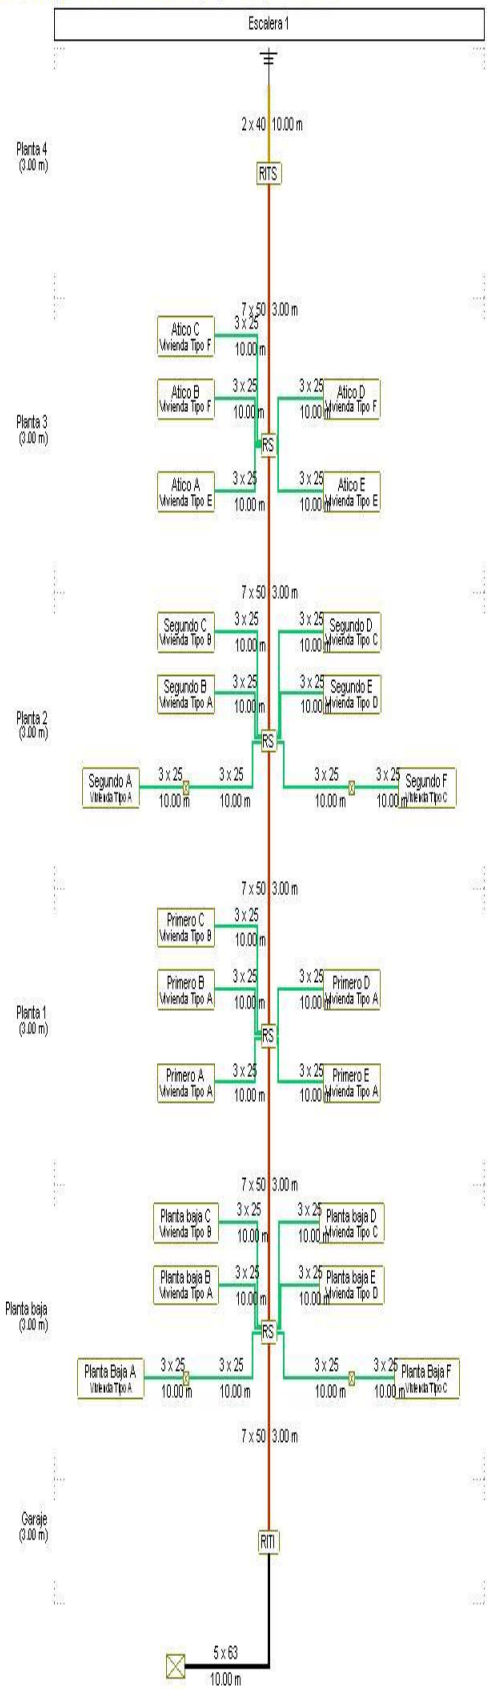 Escalera 1
2 x 40 10.00 m
Planta 4
(3.00 m)
RITS
7 x 50 3.00 m
Atico C
Vivienda Tipo F
3 x 25
10.00 m
Atico B
Vivienda Tipo F
3 x 25
10.00 m
3 x 25
10.00 m
Atico D
Vivienda Tipo F
Planta 3
(3.00 m)
RS
Atico A
Vivienda Tipo E
3 x 25
10.00 m
3 x 25
10.00 m
Atico E
Vivienda Tipo E
7 x 50 3.00 m
Segundo C
Vivienda Tipo B
3 x 25
10.00 m
3 x 25
10.00 m
Segundo D
Vivienda Tipo C
Segundo B
Vivienda Tipo A
3 x 25
10.00 m
3 x 25
10.00 m
Segundo E
Vivienda Tipo D
Planta 2
(3.00 m)
RS
Segundo A
Vivienda Tipo A
3 x 25
10.00 m
3 x 25
10.00 m
3 x 25
10.00 m
3 x 25
10.00 m
Segundo F
Vivienda Tipo C
7 x 50 3.00 m
Primero C
Vivienda Tipo B
3 x 25
10.00 m
Primero B
Vivienda Tipo A
3 x 25
10.00 m
3 x 25
10.00 m
Primero D
Vivienda Tipo A
Planta 1
(3.00 m)
RS
Primero A
Vivienda Tipo A
3 x 25
10.00 m
3 x 25
10.00 m
Primero E
Vivienda Tipo A
7 x 50 3.00 m
Planta baja C
Vivienda Tipo B
3 x 25
10.00 m
3 x 25
10.00 m
Planta baja D
Vivienda Tipo C
Planta baja B
Vivienda Tipo A
3 x 25
10.00 m
3 x 25
10.00 m
Planta baja E
Vivienda Tipo D
Planta baja
(3.00 m)
RS
Planta Baja A
Vivienda Tipo A
3 x 25
10.00 m
3 x 25
10.00 m
3 x 25
10.00 m
3 x 25
10.00 m
Planta Baja F
Vivienda Tipo C
7 x 50 3.00 m
Garaje
(3.00 m)
RITI
5 x 63
10.00 m